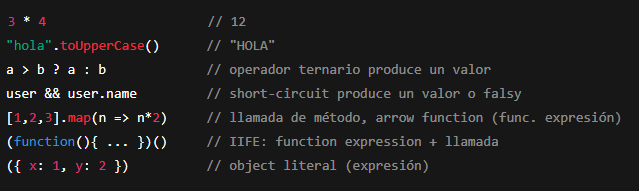 3 * 4 // 12
"hola".toUpperCase() // "HOLA"
a > b ? a : b // operador ternario produce un valor
user && user.name // short-circuit produce un valor o falsy
[1,2,3].map(n => n*2) // llamada de método, arrow function (func. expresión)
(function(){ ... })() // IIFE: function expression + llamada
({ x: 1, y: 2 }) // object literal (expresión)